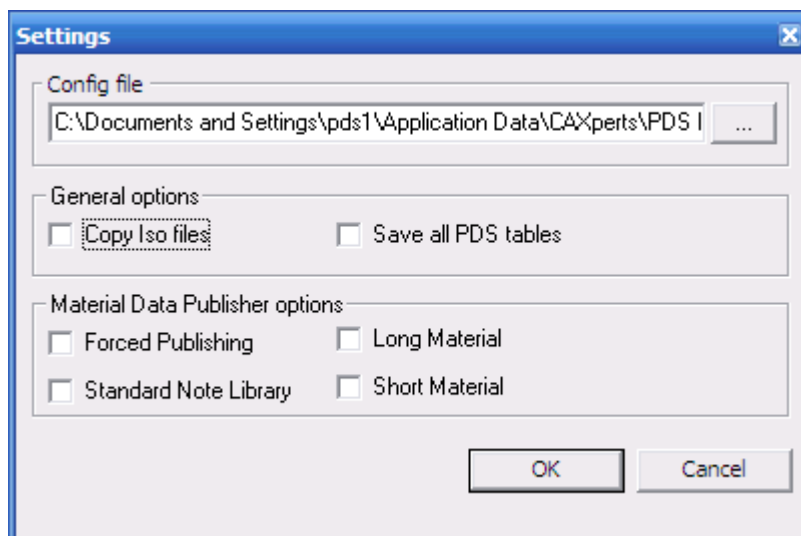 Settings
Config file
C:\Documents and Settings\pds1\Application Data\CAXperts\PDS
...
General options
Copy Iso files
Save all PDS tables
Material Data Publisher options
Forced Publishing
Long Material
Standard Note Library
Short Material
OK
Cancel